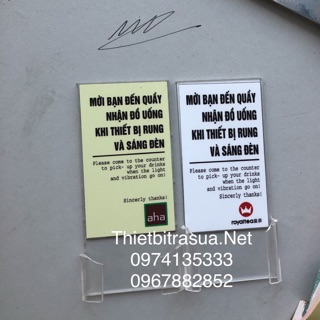 MỜI BẠN ĐẾN QUẦY
NHẬN ĐỒ UỐNG
KHI THIẾT BỊ RUNG
VÀ SÁNG ĐÈN
Please come to the counter
to pick- up your drinks
when the light
and vibration go on!
Sincerly thanks!
aha
MỜI BẠN ĐẾN QUẦY
NHẬN ĐỒ UỐNG
KHI THIẾT BỊ RUNG
VÀ SÁNG ĐÈN
Please come to the counter
to pick- up your drinks
when the light
and vibration go on!
Sincerly thanks!
royaltea
Thietbitrasua.Net
0974135333
0967882852